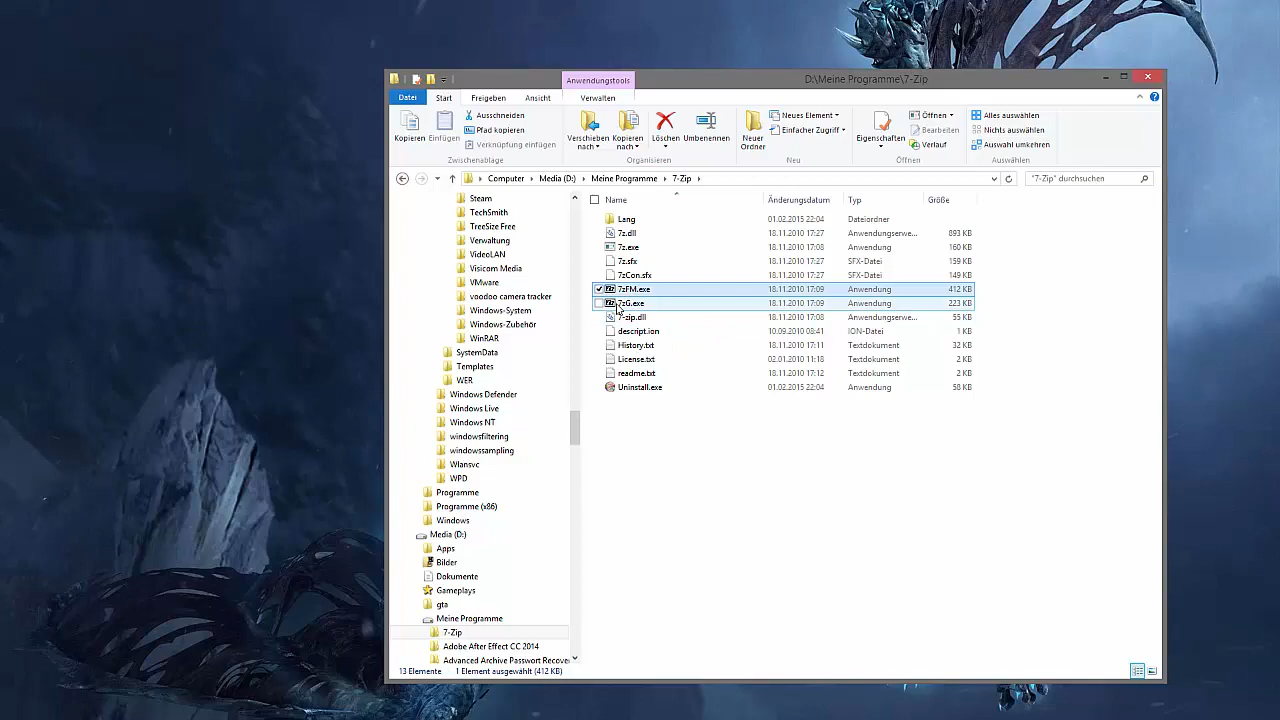 Anwendungstools
D:\Meine Programme\7-Zip
Datei
Start
Freigeben
Ansicht
Verwalten
Kopieren
Einfügen
Ausschneiden
Pfad kopieren
Verknüpfung einfügen
Zwischenablage
Verschieben nach
Kopieren nach
Löschen
Umbenennen
Organisieren
Neuer Ordner
Neues Element
Einfacher Zugriff
Neu
Eigenschaften
Öffnen
Bearbeiten
Verlauf
Öffnen
Alles auswählen
Nichts auswählen
Auswahl umkehren
Auswählen
Computer
Media (D:)
Meine Programme
7-Zip
"7-Zip" durchsuchen
Steam
TechSmith
TreeSize Free
Verwaltung
VideoLAN
Visicom Media
VMware
voodoo camera tracker
Windows-System
Windows-Zubehör
WinRAR
SystemData
Templates
WER
Windows Defender
Windows Live
Windows NT
windowsfiltering
windowssampling
Wlansvc
WPD
Programme
Programme (x86)
Windows
Media (D:)
Apps
Bilder
Dokumente
Gameplays
gta
Meine Programme
7-Zip
Adobe After Effect CC 2014
Advanced Archive Passwort Recove
Name Änderungsdatum Typ Größe
Lang 01.02.2015 22:04 Dateiordner
7z.dll 18.11.2010 17:27 Anwendungserwe... 893 KB
7z.exe 18.11.2010 17:08 Anwendung 160 KB
7z.sfx 18.11.2010 17:27 SFX-Datei 159 KB
7zCon.sfx 18.11.2010 17:27 SFX-Datei 149 KB
7zFM.exe 18.11.2010 17:09 Anwendung 412 KB
7zG.exe 18.11.2010 17:09 Anwendung 223 KB
7-zip.dll 18.11.2010 17:08 Anwendungserwe... 55 KB
descript.ion 10.09.2010 08:41 ION-Datei 1 KB
History.txt 18.11.2010 17:11 Textdokument 32 KB
License.txt 02.01.2010 11:18 Textdokument 2 KB
readme.txt 18.11.2010 17:12 Textdokument 2 KB
Uninstall.exe 01.02.2015 22:04 Anwendung 58 KB
13 Elemente
1 Element ausgewählt (412 KB)